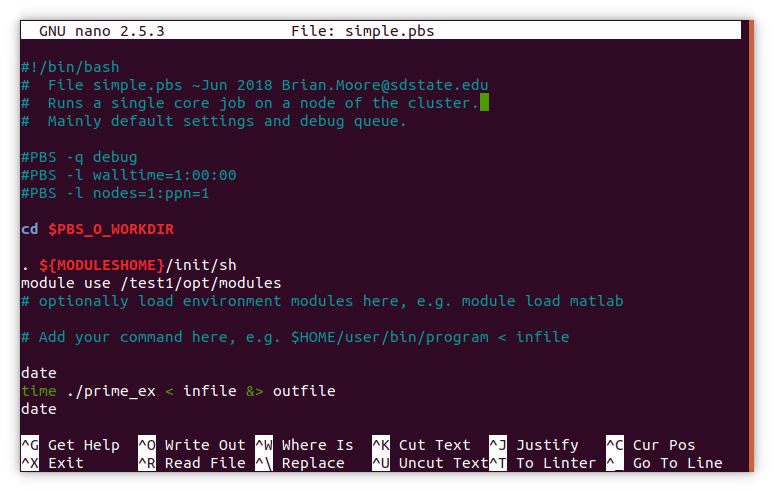 GNU nano 2.5.3 File: simple.pbs
#!/bin/bash
# File simple.pbs ~Jun 2018 Brian.Moore@sdstate.edu
# Runs a single core job on a node of the cluster.
# Mainly default settings and debug queue.
#PBS -q debug
#PBS -l walltime=1:00:00
#PBS -l nodes=1:ppn=1
cd $PBS_O_WORKDIR
. ${MODULESHOME}/init/sh
module use /test1/opt/modules
# optionally load environment modules here, e.g. module load matlab
# Add your command here, e.g. $HOME/user/bin/program < infile
date
time ./prime_ex < infile &> outfile
date
^G Get Help ^O Write Out ^W Where Is ^K Cut Text ^J Justify ^C Cur Pos
^X Exit ^R Read File ^\ Replace ^U Uncut Text ^T To Linter ^_ Go To Line